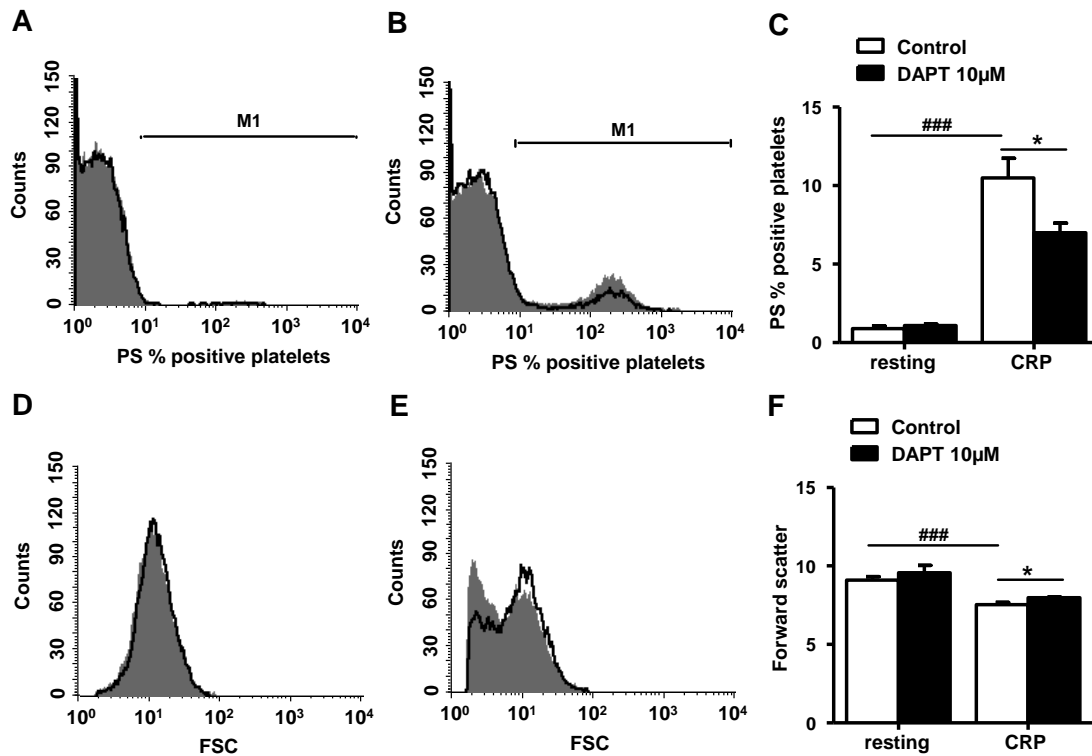 A
Counts
150
120
90
60
30
0
M1
10⁰ 10¹ 10² 10³ 10⁴
PS % positive platelets
B
Counts
150
120
90
60
30
0
M1
10⁰ 10¹ 10² 10³ 10⁴
PS % positive platelets
C
Control
DAPT 10µM
PS % positive platelets
15
10
5
0
###
*
resting CRP
D
Counts
150
120
90
60
30
0
10⁰ 10¹ 10² 10³ 10⁴
FSC
E
Counts
150
120
90
60
30
0
10⁰ 10¹ 10² 10³ 10⁴
FSC
F
Control
DAPT 10µM
Forward scatter
15
10
5
0
###
*
resting CRP